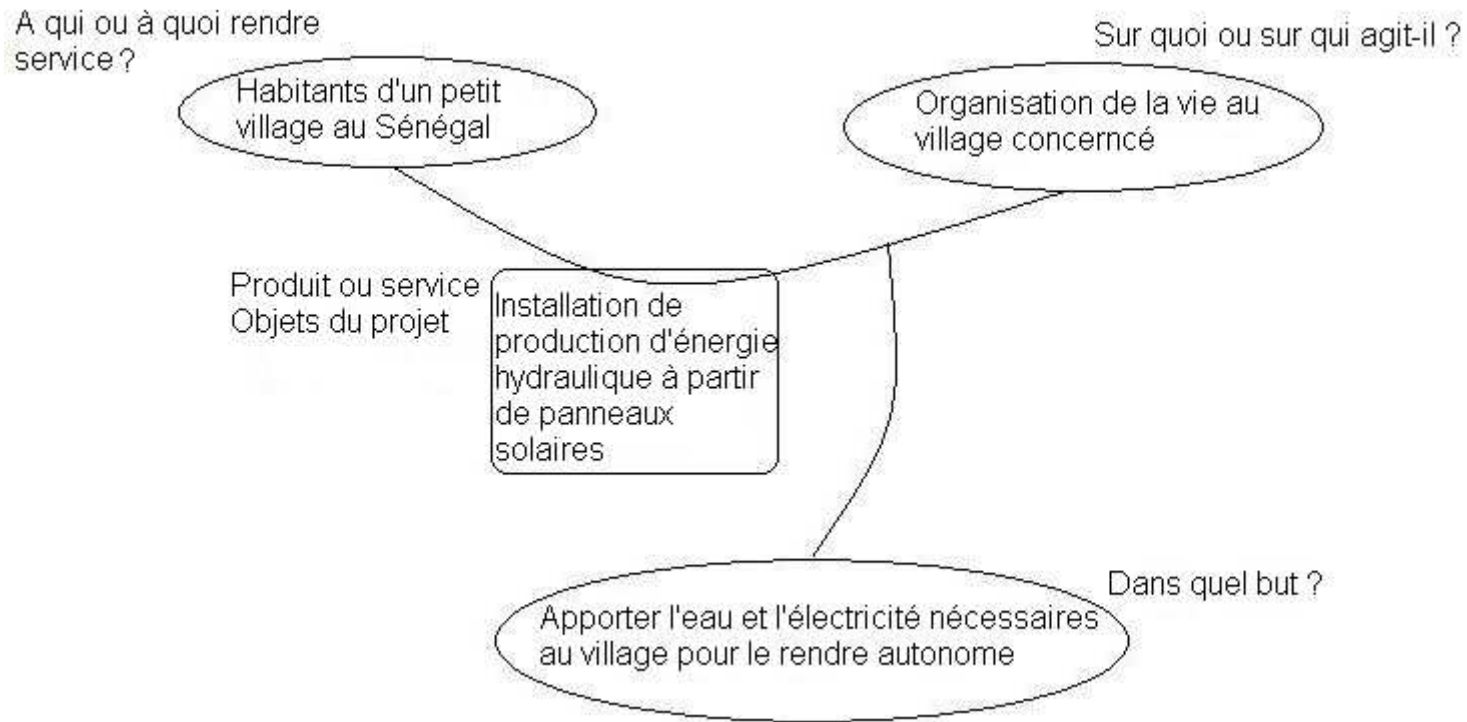 A qui ou à quoi rendre
service ?
Habitants d'un petit
village au Sénégal
Sur quoi ou sur qui agit-il ?
Organisation de la vie au
village concerncé
Produit ou service
Objets du projet
Installation de
production d'énergie
hydraulique à partir
de panneaux
solaires
Dans quel but ?
Apporter l'eau et l'électricité nécessaires
au village pour le rendre autonome